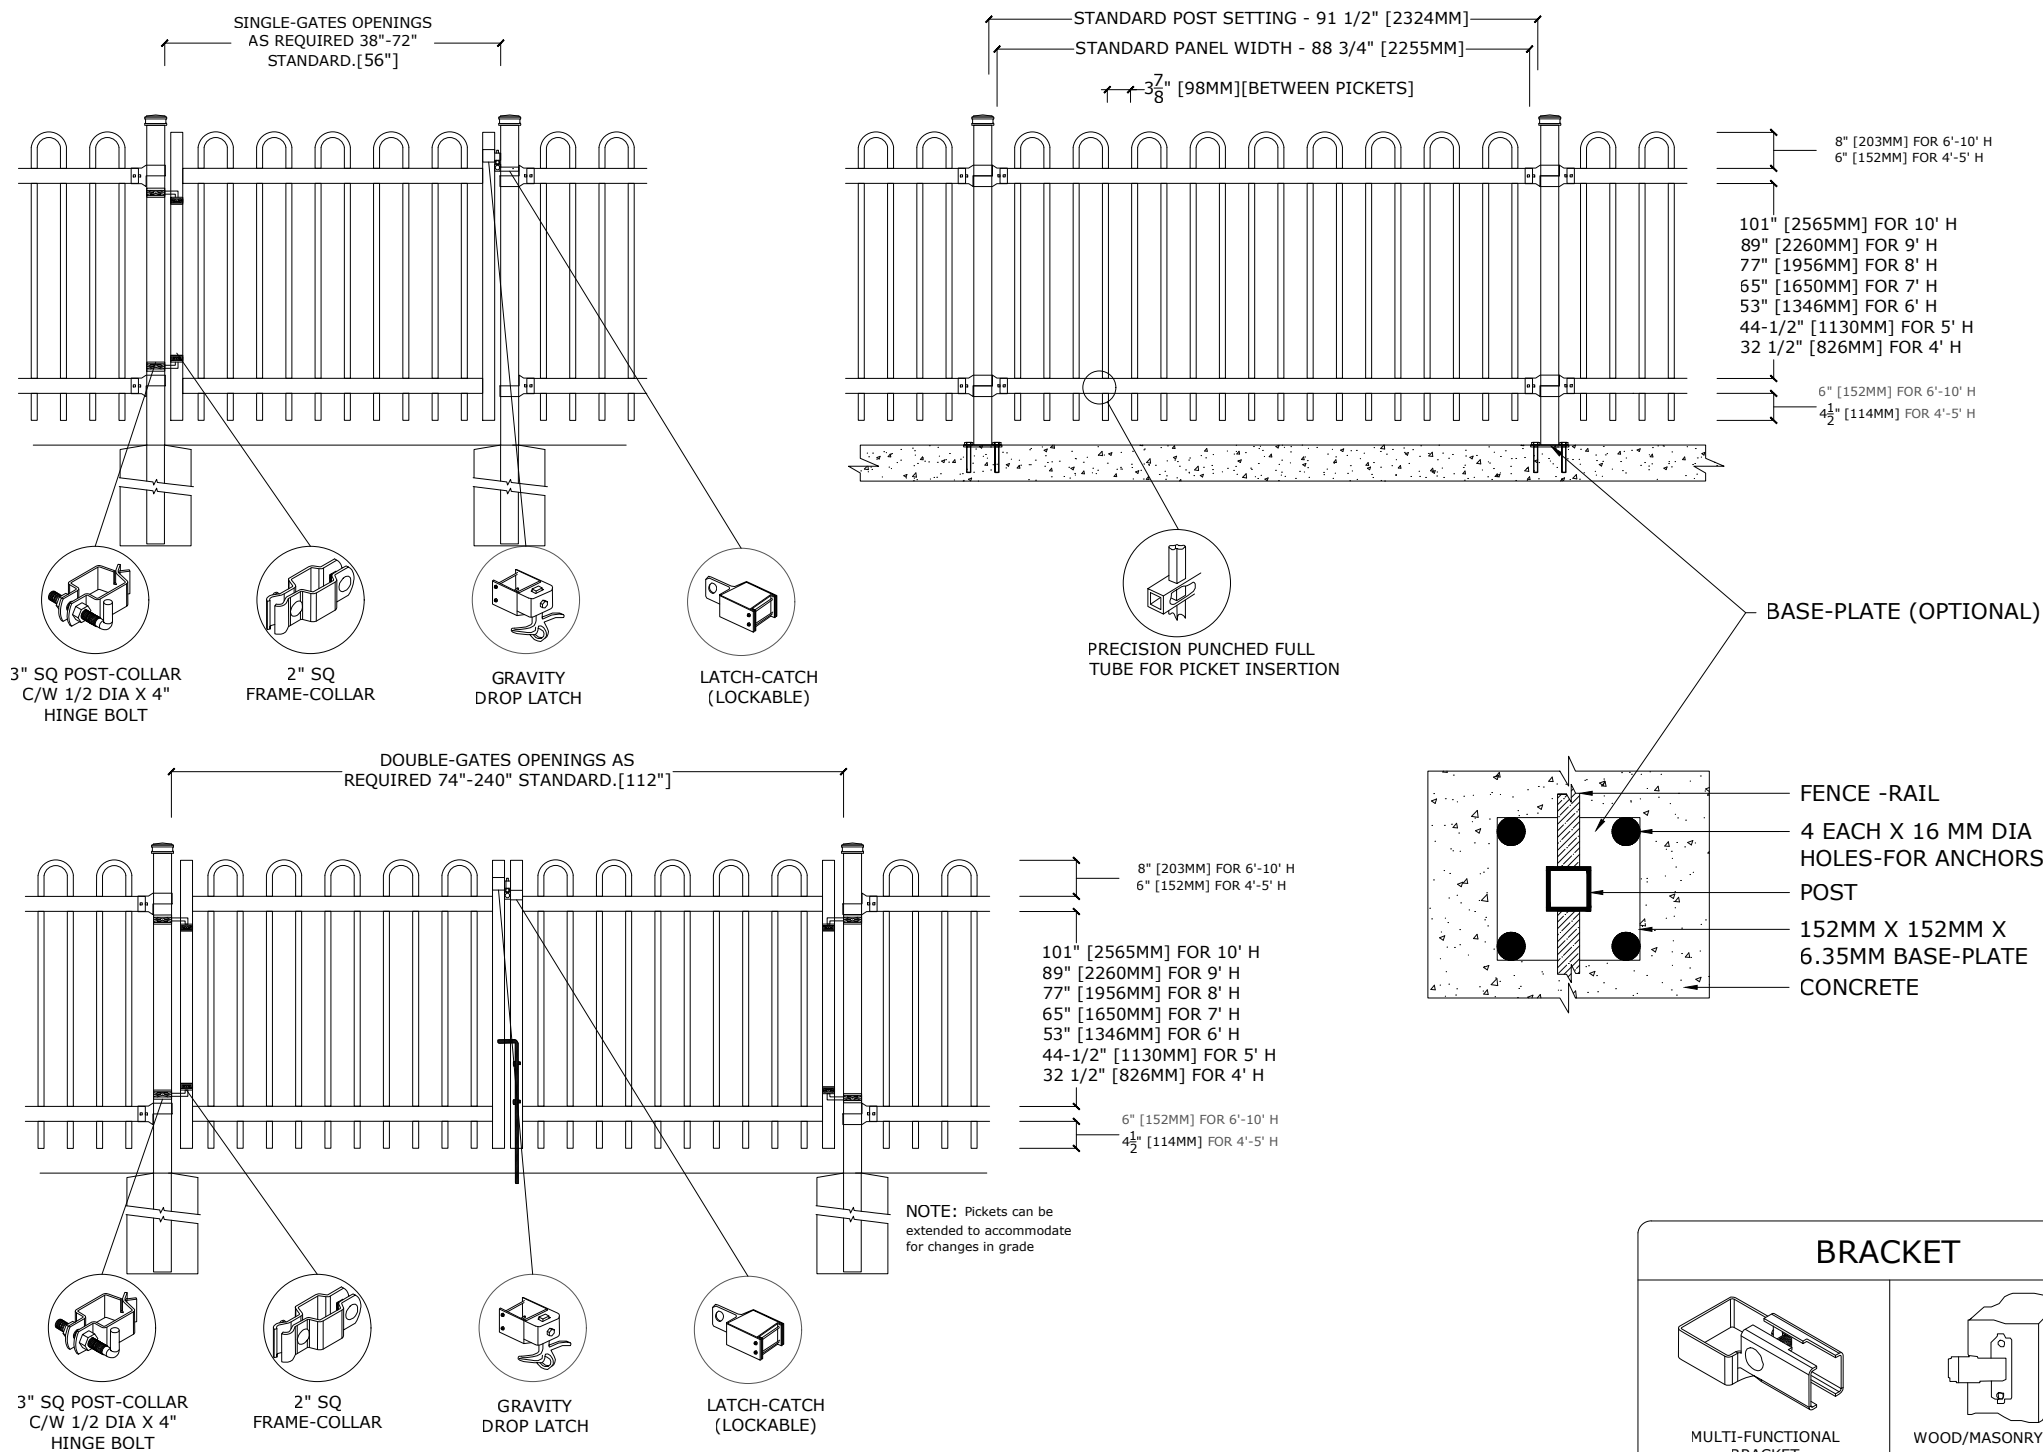 SINGLE-GATES OPENINGS
AS REQUIRED 38"-72"
STANDARD.[56"]
STANDARD POST SETTING - 91 1/2" [2324MM]
STANDARD PANEL WIDTH - 88 3/4" [2255MM]
3 7/8" [98MM][BETWEEN PICKETS]
8" [203MM] FOR 6'-10' H
6" [152MM] FOR 4'-5' H
101" [2565MM] FOR 10' H
89" [2260MM] FOR 9' H
77" [1956MM] FOR 8' H
65" [1650MM] FOR 7' H
53" [1346MM] FOR 6' H
44-1/2" [1130MM] FOR 5' H
32 1/2" [826MM] FOR 4' H
6" [152MM] FOR 6'-10' H
4 1/2" [114MM] FOR 4'-5' H
3" SQ POST-COLLAR
C/W 1/2 DIA X 4"
HINGE BOLT
2" SQ
FRAME-COLLAR
GRAVITY
DROP LATCH
LATCH-CATCH
(LOCKABLE)
PRECISION PUNCHED FULL
TUBE FOR PICKET INSERTION
BASE-PLATE (OPTIONAL)
FENCE -RAIL
4 EACH X 16 MM DIA
HOLES-FOR ANCHORS
POST
152MM X 152MM X
6.35MM BASE-PLATE
CONCRETE
DOUBLE-GATES OPENINGS AS
REQUIRED 74"-240" STANDARD.[112"]
8" [203MM] FOR 6'-10' H
6" [152MM] FOR 4'-5' H
101" [2565MM] FOR 10' H
89" [2260MM] FOR 9' H
77" [1956MM] FOR 8' H
65" [1650MM] FOR 7' H
53" [1346MM] FOR 6' H
44-1/2" [1130MM] FOR 5' H
32 1/2" [826MM] FOR 4' H
6" [152MM] FOR 6'-10' H
4 1/2" [114MM] FOR 4'-5' H
NOTE: Pickets can be
extended to accommodate
for changes in grade
3" SQ POST-COLLAR
C/W 1/2 DIA X 4"
HINGE BOLT
2" SQ
FRAME-COLLAR
GRAVITY
DROP LATCH
LATCH-CATCH
(LOCKABLE)
BRACKET
MULTI-FUNCTIONAL
BRACKET
WOOD/MASONRY